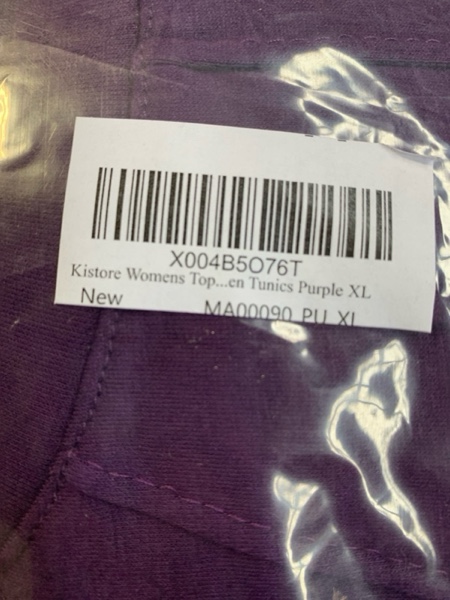 X004B5O76T
Kistore Womens Top...en Tunics Purple XL
New MA00090_PU_XL